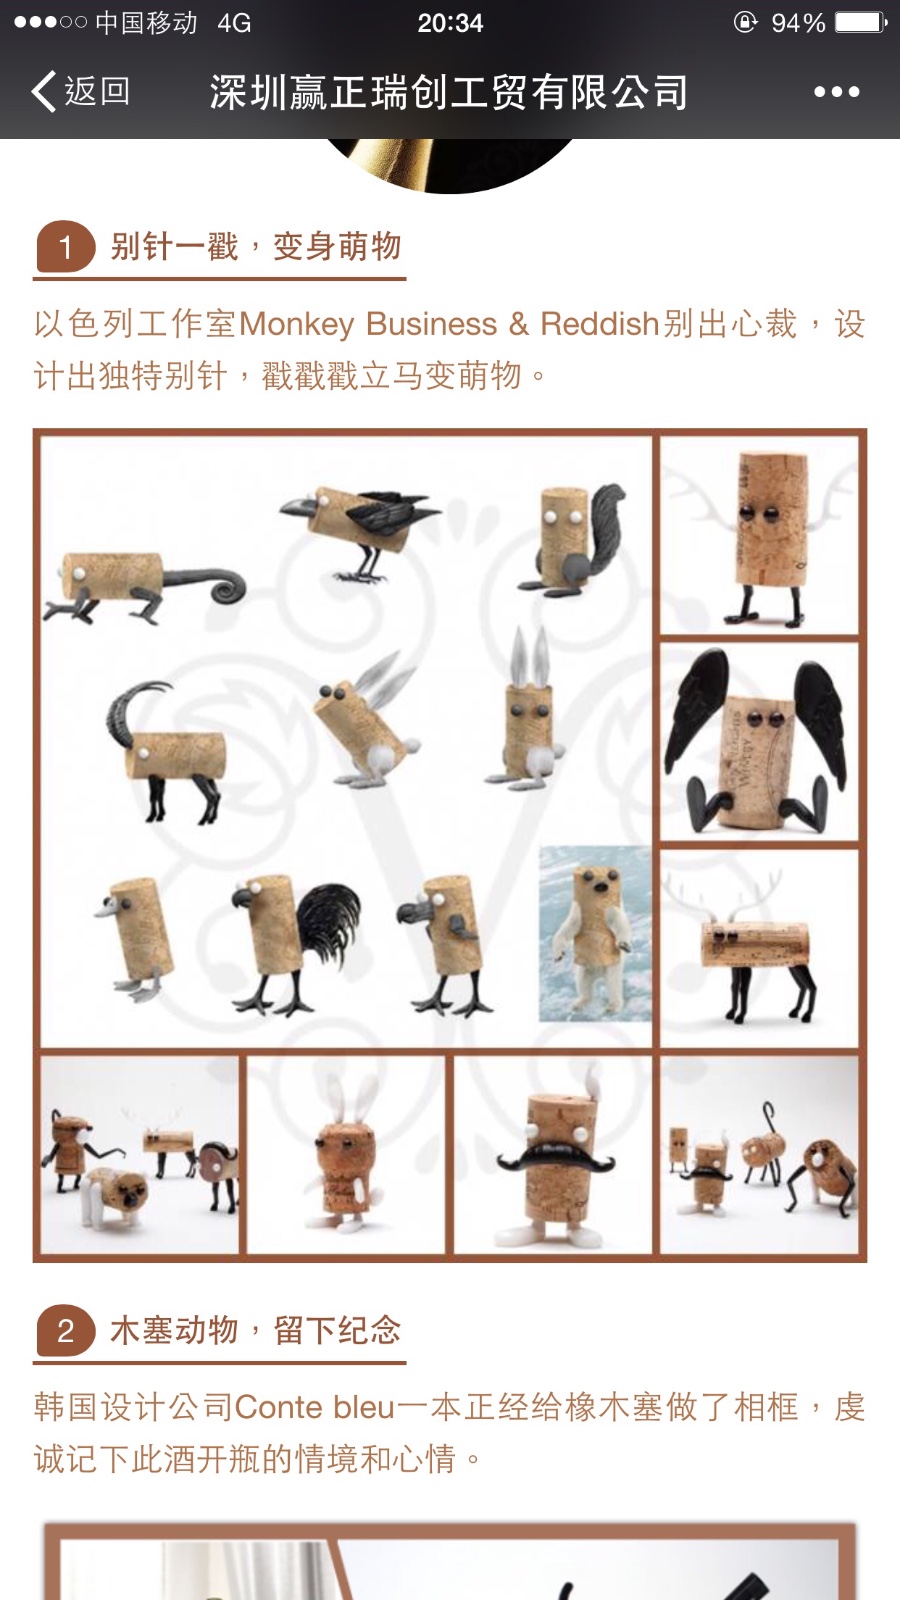 中国移动 4G 20:34 94%
返回 深圳赢正瑞创工贸有限公司
1 别针一戳，变身萌物
以色列工作室Monkey Business & Reddish别出心裁，设
计出独特别针，戳戳戳立马变萌物。
2 木塞动物，留下纪念
韩国设计公司Conte bleu一本正经给橡木塞做了相框，虔
诚记下此酒开瓶的情境和心情。